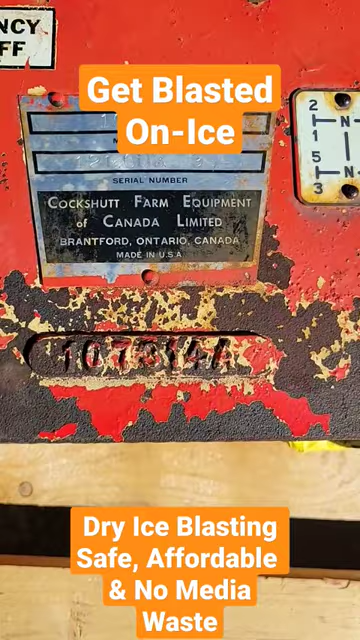 NCY
FF
Get Blasted
On-Ice
SERIAL NUMBER
COCKSHUTT FARM EQUIPMENT
OF CANADA LIMITED
BRANTFORD, ONTARIO, CANADA
MADE IN U.S.A
2
N
1
5
N
3
Dry Ice Blasting
Safe, Affordable
& No Media
Waste